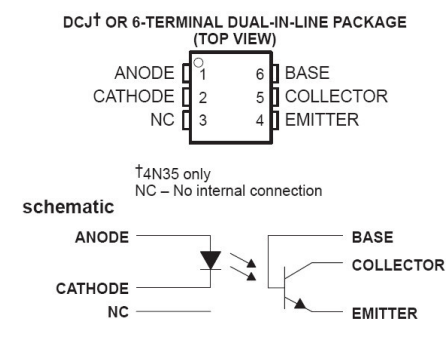 DCJ† OR 6-TERMINAL DUAL-IN-LINE PACKAGE
(TOP VIEW)
ANODE 1 6 BASE
CATHODE 2 5 COLLECTOR
NC 3 4 EMITTER
†4N35 only
NC – No internal connection
schematic
ANODE BASE
COLLECTOR
CATHODE
NC EMITTER